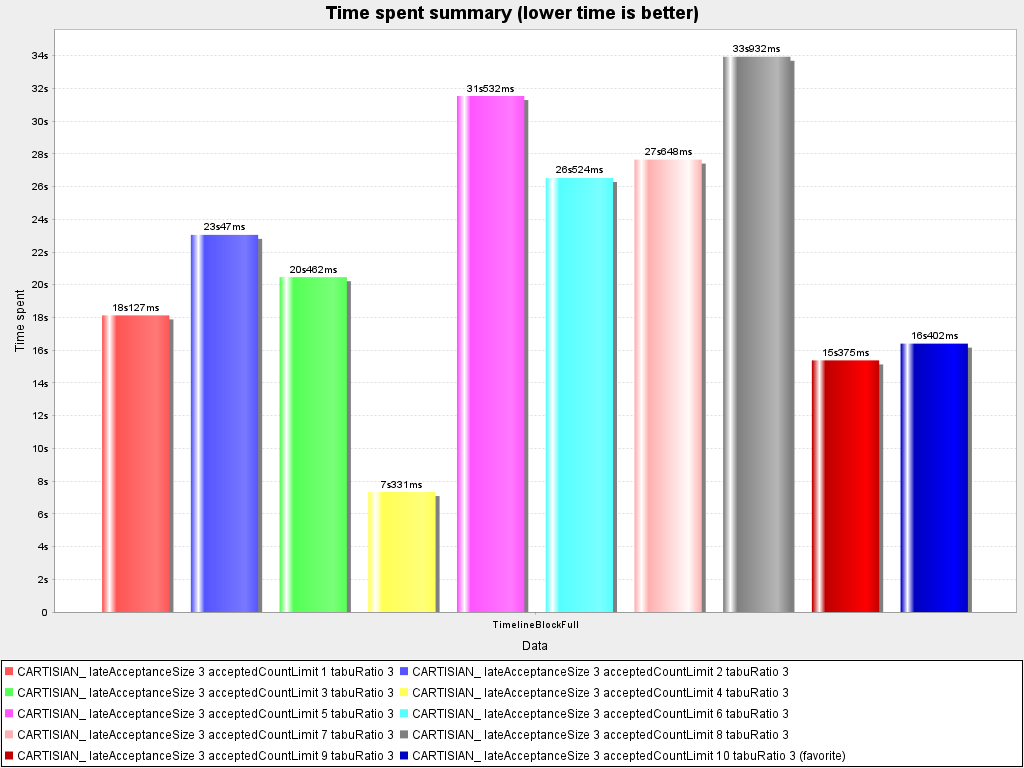 Time spent summary (lower time is better)
Time spent
34s
32s
30s
28s
26s
24s
22s
20s
18s
16s
14s
12s
10s
8s
6s
4s
2s
0
18s127ms
23s47ms
20s462ms
7s331ms
31s532ms
26s524ms
27s648ms
33s932ms
15s375ms
16s402ms
TimelineBlockFull
Data
CARTISIAN_ lateAcceptanceSize 3 acceptedCountLimit 1 tabuRatio 3
CARTISIAN_ lateAcceptanceSize 3 acceptedCountLimit 2 tabuRatio 3
CARTISIAN_ lateAcceptanceSize 3 acceptedCountLimit 3 tabuRatio 3
CARTISIAN_ lateAcceptanceSize 3 acceptedCountLimit 4 tabuRatio 3
CARTISIAN_ lateAcceptanceSize 3 acceptedCountLimit 5 tabuRatio 3
CARTISIAN_ lateAcceptanceSize 3 acceptedCountLimit 6 tabuRatio 3
CARTISIAN_ lateAcceptanceSize 3 acceptedCountLimit 7 tabuRatio 3
CARTISIAN_ lateAcceptanceSize 3 acceptedCountLimit 8 tabuRatio 3
CARTISIAN_ lateAcceptanceSize 3 acceptedCountLimit 9 tabuRatio 3
CARTISIAN_ lateAcceptanceSize 3 acceptedCountLimit 10 tabuRatio 3 (favorite)